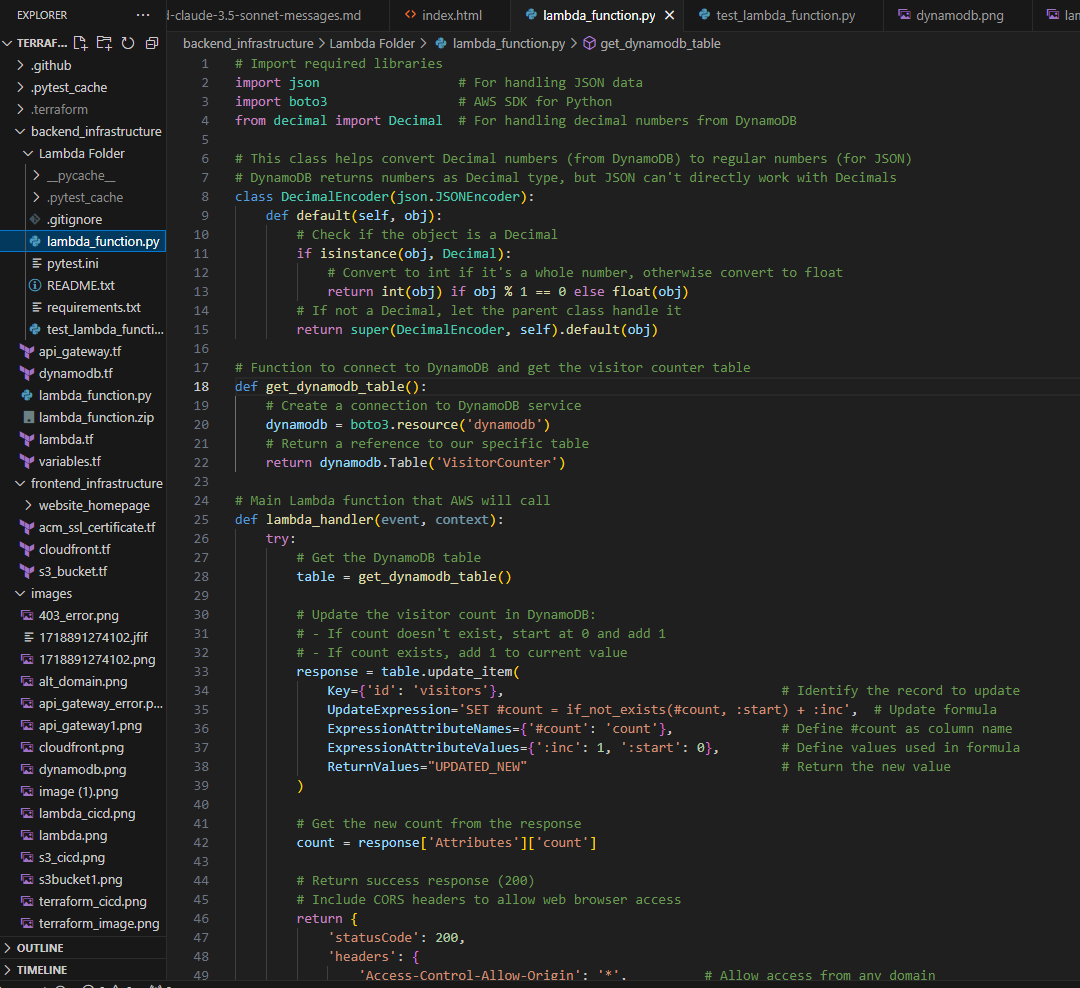 EXPLORER ···
d-claude-3.5-sonnet-messages.md
index.html
lambda_function.py
test_lambda_function.py
dynamodb.png
lam
TERRAF...
backend_infrastructure > Lambda Folder > lambda_function.py > get_dynamodb_table
.github
.pytest_cache
.terraform
backend_infrastructure
Lambda Folder
__pycache__
.pytest_cache
.gitignore
lambda_function.py
pytest.ini
README.txt
requirements.txt
test_lambda_functi...
api_gateway.tf
dynamodb.tf
lambda_function.py
lambda_function.zip
lambda.tf
variables.tf
frontend_infrastructure
website_homepage
acm_ssl_certificate.tf
cloudfront.tf
s3_bucket.tf
images
403_error.png
1718891274102.jfif
1718891274102.png
alt_domain.png
api_gateway_error.p...
api_gateway1.png
cloudfront.png
dynamodb.png
image (1).png
lambda_cicd.png
lambda.png
s3_cicd.png
s3bucket1.png
terraform_cicd.png
terraform_image.png
OUTLINE
TIMELINE
1 # Import required libraries
2 import json # For handling JSON data
3 import boto3 # AWS SDK for Python
4 from decimal import Decimal # For handling decimal numbers from DynamoDB
5
6 # This class helps convert Decimal numbers (from DynamoDB) to regular numbers (for JSON)
7 # DynamoDB returns numbers as Decimal type, but JSON can't directly work with Decimals
8 class DecimalEncoder(json.JSONEncoder):
9 def default(self, obj):
10 # Check if the object is a Decimal
11 if isinstance(obj, Decimal):
12 # Convert to int if it's a whole number, otherwise convert to float
13 return int(obj) if obj % 1 == 0 else float(obj)
14 # If not a Decimal, let the parent class handle it
15 return super(DecimalEncoder, self).default(obj)
16
17 # Function to connect to DynamoDB and get the visitor counter table
18 def get_dynamodb_table():
19 # Create a connection to DynamoDB service
20 dynamodb = boto3.resource('dynamodb')
21 # Return a reference to our specific table
22 return dynamodb.Table('VisitorCounter')
23
24 # Main Lambda function that AWS will call
25 def lambda_handler(event, context):
26 try:
27 # Get the DynamoDB table
28 table = get_dynamodb_table()
29
30 # Update the visitor count in DynamoDB:
31 # - If count doesn't exist, start at 0 and add 1
32 # - If count exists, add 1 to current value
33 response = table.update_item(
34 Key={'id': 'visitors'}, # Identify the record to update
35 UpdateExpression='SET #count = if_not_exists(#count, :start) + :inc', # Update formula
36 ExpressionAttributeNames={'#count': 'count'}, # Define #count as column name
37 ExpressionAttributeValues={':inc': 1, ':start': 0}, # Define values used in formula
38 ReturnValues="UPDATED_NEW" # Return the new value
39 )
40
41 # Get the new count from the response
42 count = response['Attributes']['count']
43
44 # Return success response (200)
45 # Include CORS headers to allow web browser access
46 return {
47 'statusCode': 200,
48 'headers': {
49 'Access-Control-Allow-Origin': '*', # Allow access from any domain